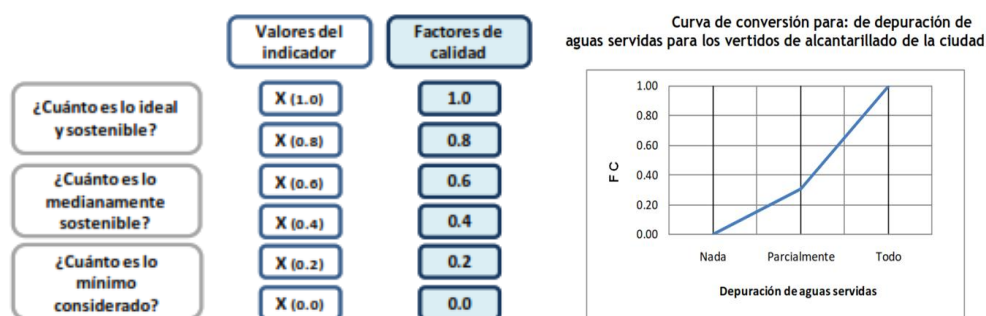 Valores del
indicador
Factores de
calidad
¿Cuánto es lo ideal
y sostenible?
X (1.0)
1.0
X (0.8)
0.8
¿Cuánto es lo
medianamente
sostenible?
X (0.6)
0.6
X (0.4)
0.4
¿Cuánto es lo
mínimo
considerado?
X (0.2)
0.2
X (0.0)
0.0
Curva de conversión para: de depuración de
aguas servidas para los vertidos de alcantarillado de la ciudad
1.00
0.80
0.60
0.40
0.20
0.00
F C
Nada Parcialmente Todo
Depuración de aguas servidas